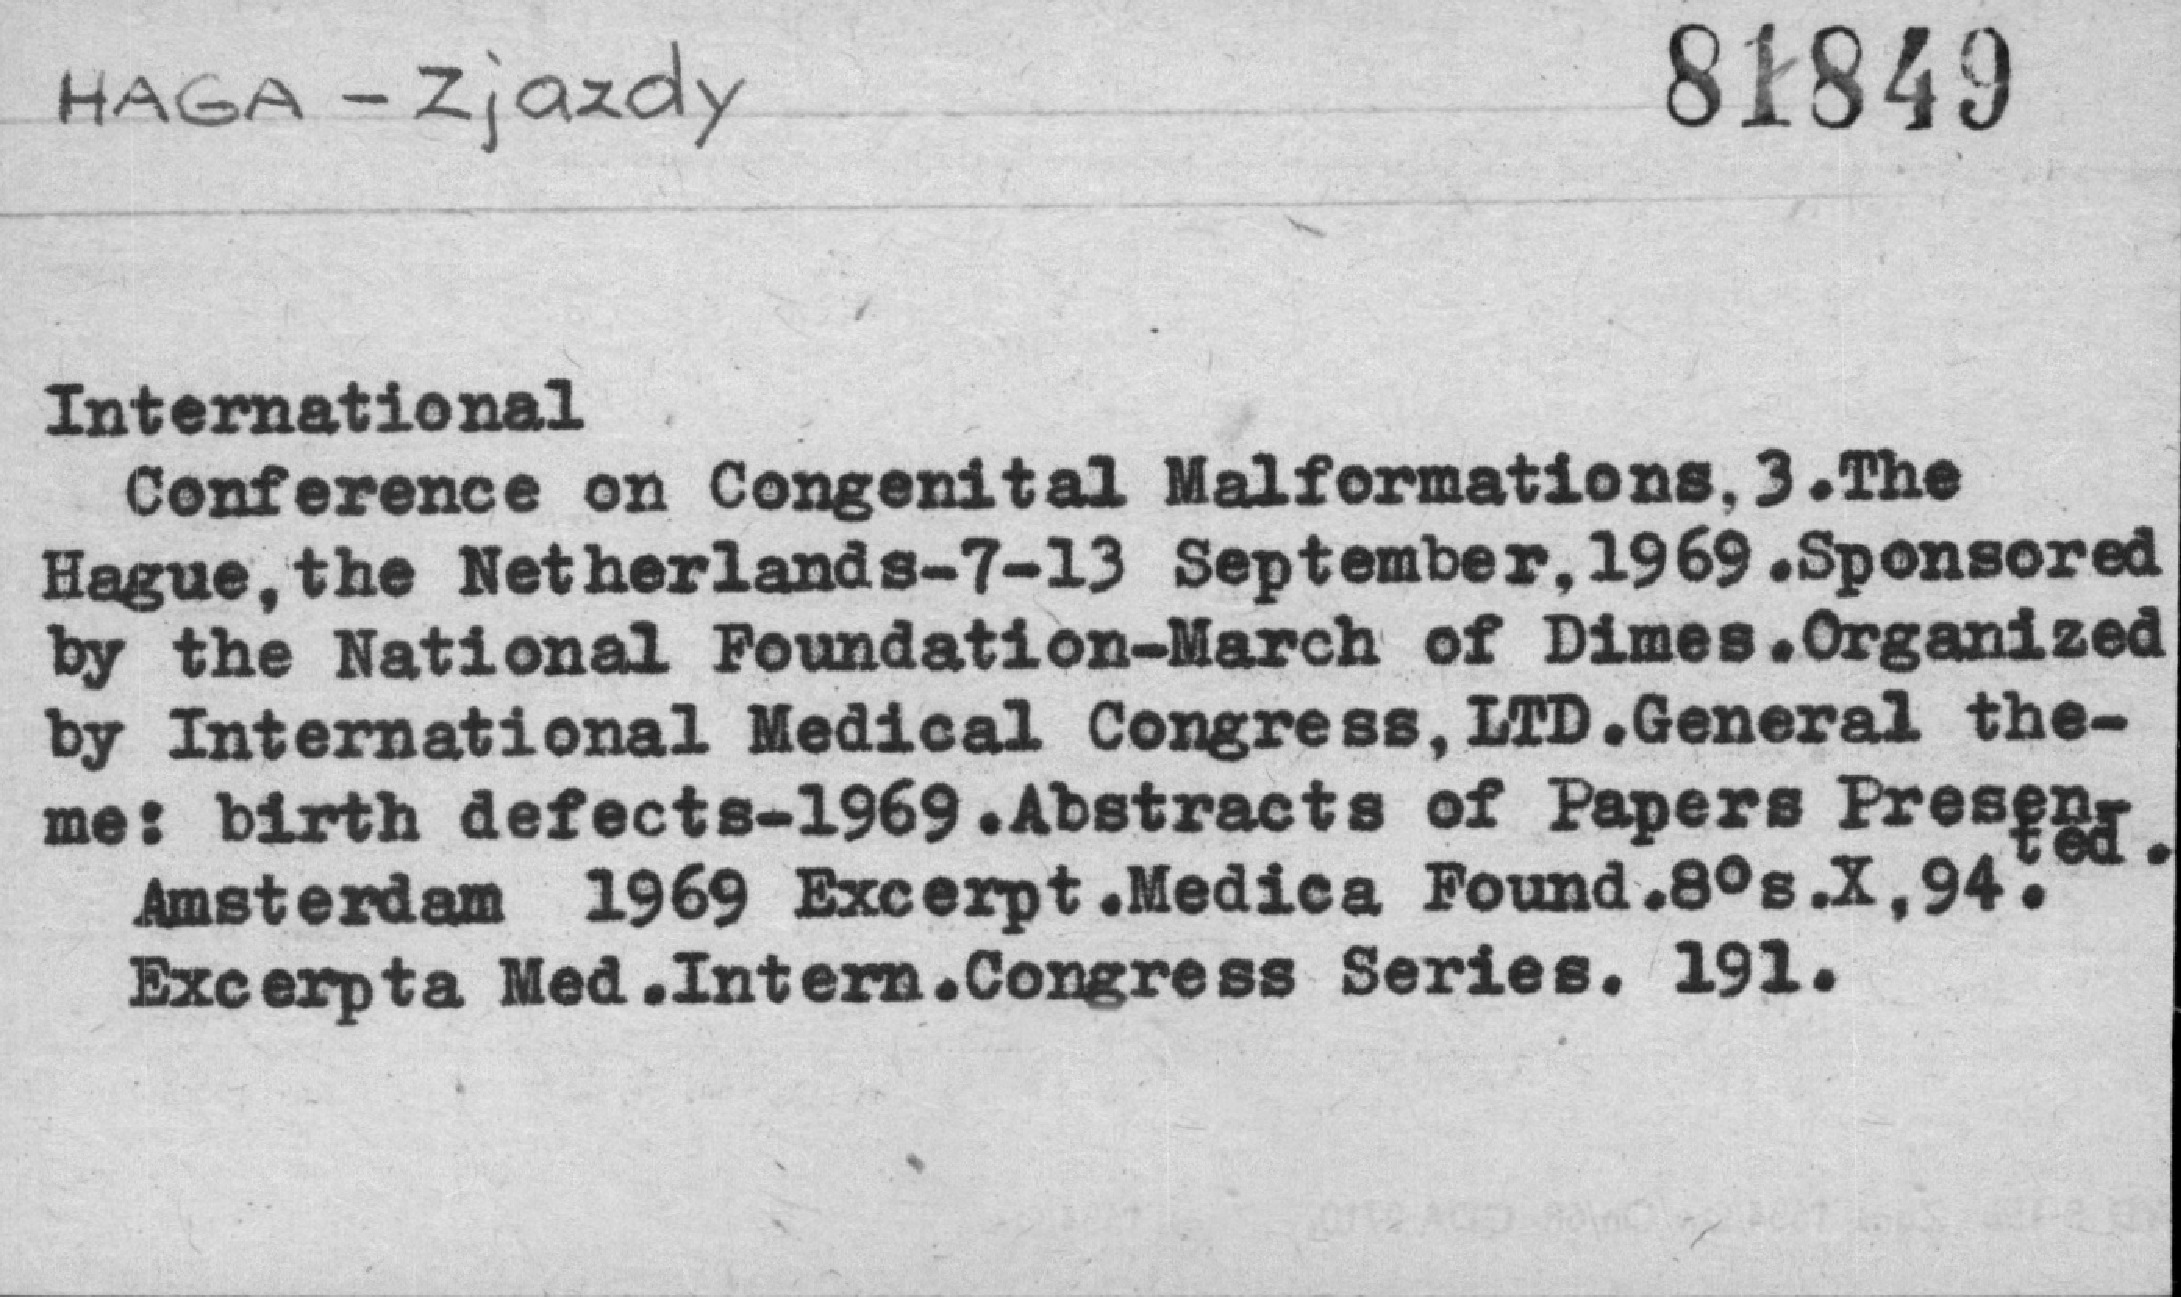 HAGA - Zjazdy
81849
International
Conference on Congenital Malformations,3.The
Hague,the Netherlands-7-13 September,1969.Sponsored
by the National Foundation-March of Dimes.Organized
by International Medical Congress,LTD.General the-
me: birth defects-1969.Abstracts of Papers Presen-
ted.
Amsterdam 1969 Excerpt.Medica Found.8°s.X,94.
Excerpta Med.Intern.Congress Series. 191.